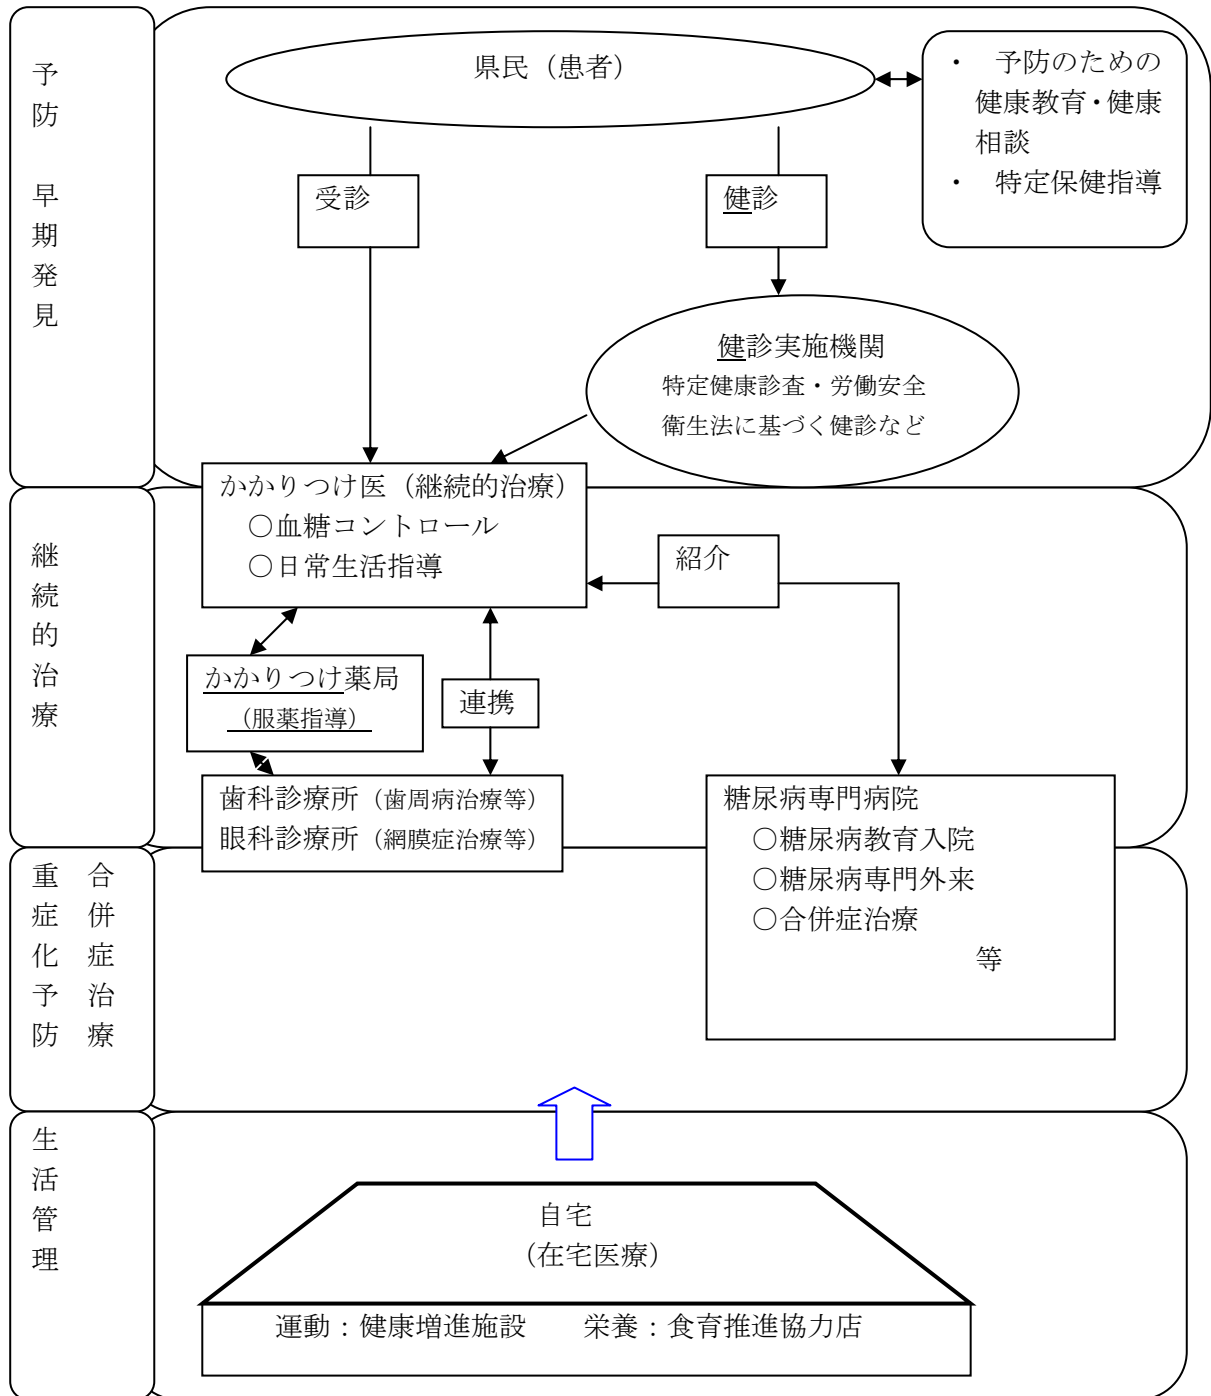 予防　早期発見
県民（患者）
・　予防のための
健康教育・健康
相談
・　特定保健指導
受診
健診
健診実施機関
特定健康診査・労働安全
衛生法に基づく健診など
継続的治療
かかりつけ医（継続的治療）
○血糖コントロール
○日常生活指導
紹介
かかりつけ薬局
（服薬指導）
連携
歯科診療所（歯周病治療等）
眼科診療所（網膜症治療等）
糖尿病専門病院
○糖尿病教育入院
○糖尿病専門外来
○合併症治療
等
合併症治療
重症化予防
生活管理
自宅
（在宅医療）
運動：健康増進施設　　栄養：食育推進協力店